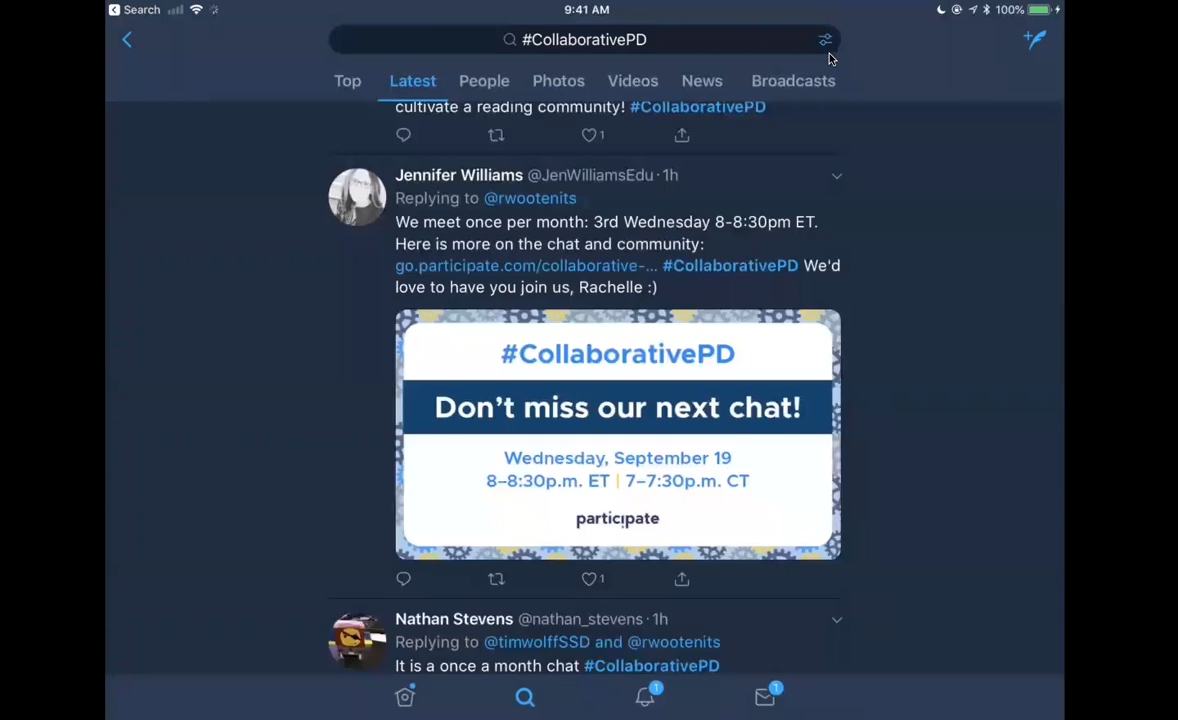 Search 9:41 AM 100%
#CollaborativePD
Top Latest People Photos Videos News Broadcasts
cultivate a reading community! #CollaborativePD
1
Jennifer Williams @JenWilliamsEdu · 1h
Replying to @rwootenits
We meet once per month: 3rd Wednesday 8-8:30pm ET.
Here is more on the chat and community:
go.participate.com/collaborative-... #CollaborativePD We'd
love to have you join us, Rachelle :)
#CollaborativePD
Don't miss our next chat!
Wednesday, September 19
8–8:30p.m. ET | 7–7:30p.m. CT
participate
1
Nathan Stevens @nathan_stevens · 1h
Replying to @timwolffSSD and @rwootenits
It is a once a month chat #CollaborativePD
1 1